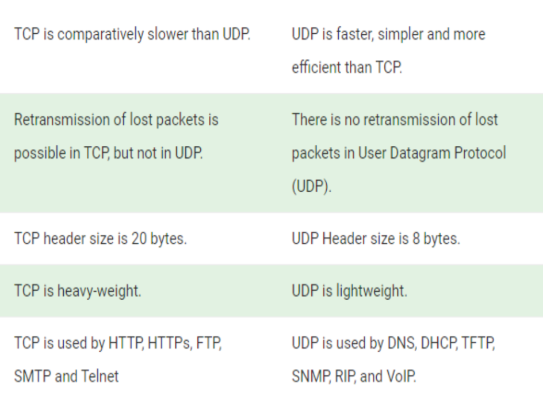 TCP is comparatively slower than UDP.
UDP is faster, simpler and more
efficient than TCP.
Retransmission of lost packets is
possible in TCP, but not in UDP.
There is no retransmission of lost
packets in User Datagram Protocol
(UDP).
TCP header size is 20 bytes.
UDP Header size is 8 bytes.
TCP is heavy-weight.
UDP is lightweight.
TCP is used by HTTP, HTTPs, FTP,
SMTP and Telnet
UDP is used by DNS, DHCP, TFTP,
SNMP, RIP, and VoIP.